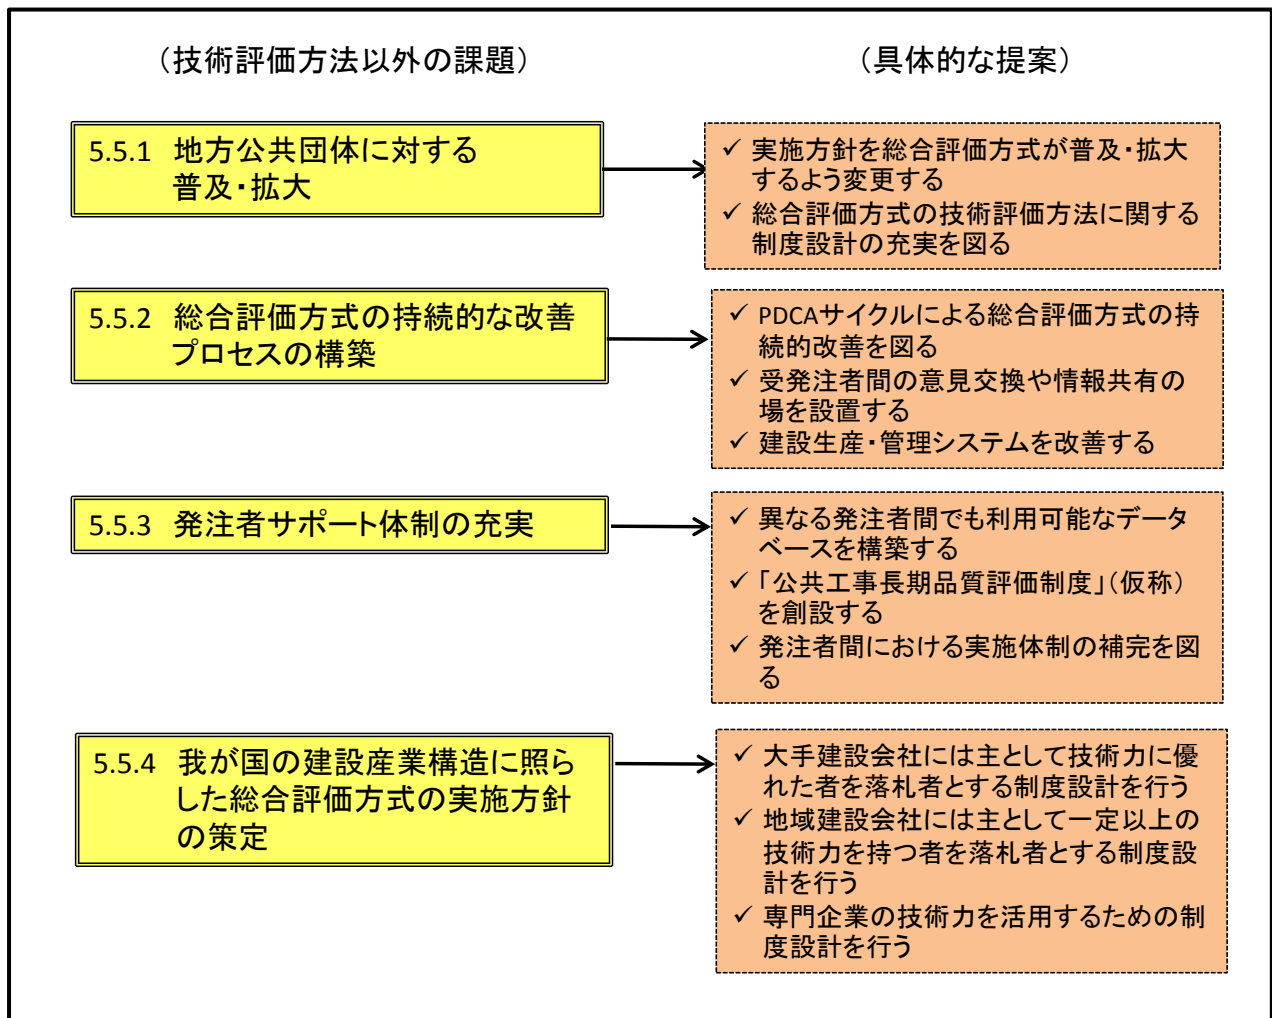 （技術評価方法以外の課題）
（具体的な提案）
5.5.1 地方公共団体に対する
普及・拡大
✓ 実施方針を総合評価方式が普及・拡大
するよう変更する
✓ 総合評価方式の技術評価方法に関する
制度設計の充実を図る
5.5.2 総合評価方式の持続的な改善
プロセスの構築
✓ PDCAサイクルによる総合評価方式の持
続的改善を図る
✓ 受発注者間の意見交換や情報共有の
場を設置する
✓ 建設生産・管理システムを改善する
5.5.3 発注者サポート体制の充実
✓ 異なる発注者間でも利用可能なデータ
ベースを構築する
✓ 「公共工事長期品質評価制度」（仮称）
を創設する
✓ 発注者間における実施体制の補完を図
る
5.5.4 我が国の建設産業構造に照ら
した総合評価方式の実施方針
の策定
✓ 大手建設会社には主として技術力に優
れた者を落札者とする制度設計を行う
✓ 地域建設会社には主として一定以上の
技術力を持つ者を落札者とする制度設
計を行う
✓ 専門企業の技術力を活用するための制
度設計を行う